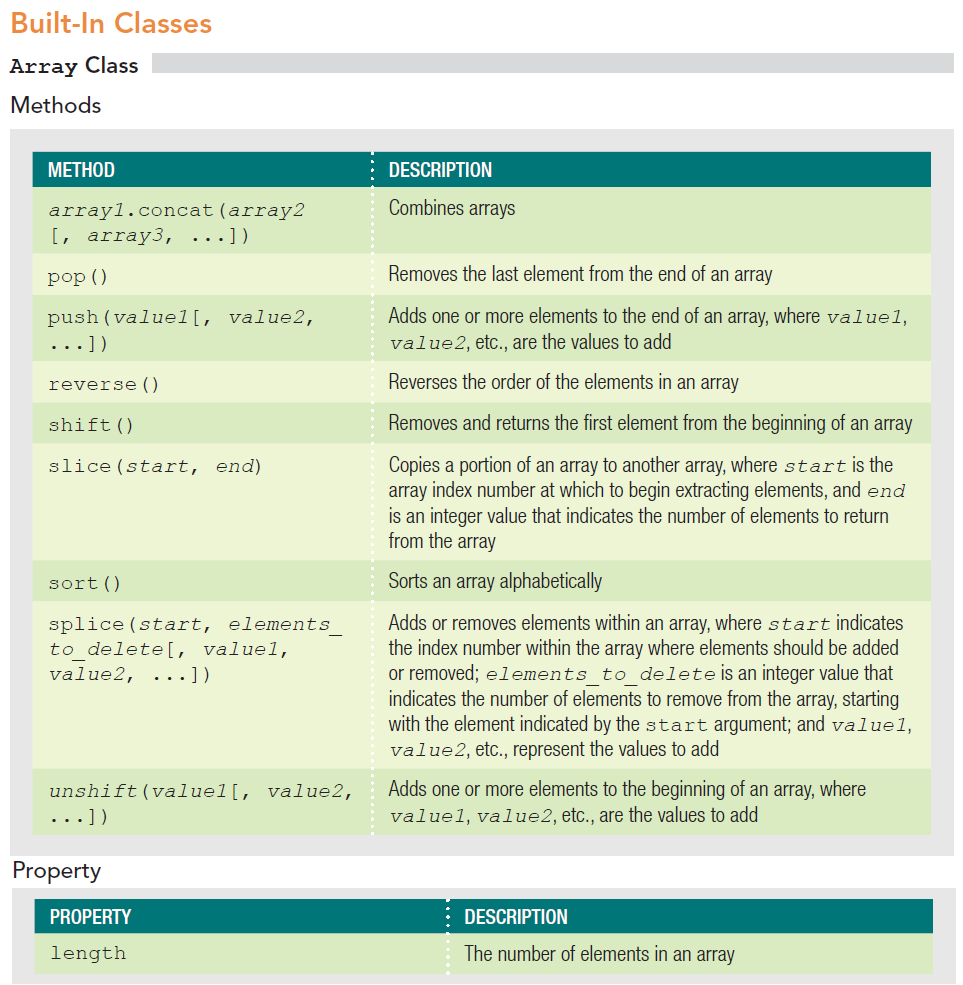 Built-In Classes
Array Class
Methods
METHOD
DESCRIPTION
array1.concat(array2
[, array3, ...])
Combines arrays
pop()
Removes the last element from the end of an array
push(value1[, value2,
...])
Adds one or more elements to the end of an array, where value1,
value2, etc., are the values to add
reverse()
Reverses the order of the elements in an array
shift()
Removes and returns the first element from the beginning of an array
slice(start, end)
Copies a portion of an array to another array, where start is the
array index number at which to begin extracting elements, and end
is an integer value that indicates the number of elements to return
from the array
sort()
Sorts an array alphabetically
splice(start, elements_
to_delete[, value1,
value2, ...])
Adds or removes elements within an array, where start indicates
the index number within the array where elements should be added
or removed; elements_to_delete is an integer value that
indicates the number of elements to remove from the array, starting
with the element indicated by the start argument; and value1,
value2, etc., represent the values to add
unshift(value1[, value2,
...])
Adds one or more elements to the beginning of an array, where
value1, value2, etc., are the values to add
Property
PROPERTY
DESCRIPTION
length
The number of elements in an array